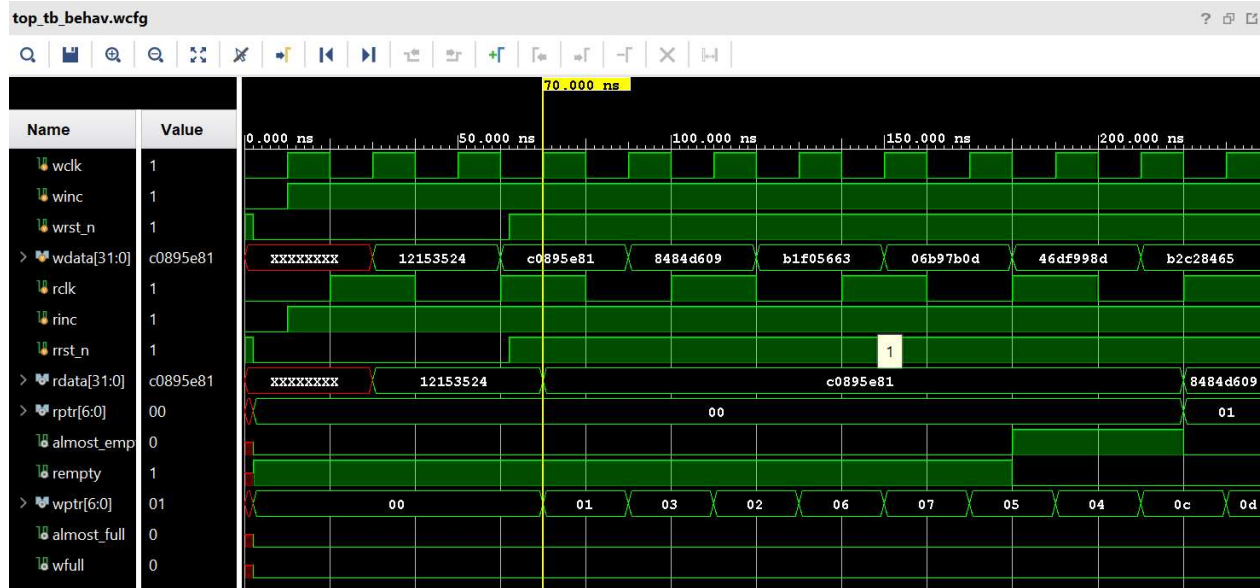 top_tb_behav.wcfg
?
70.000 ns
Name Value
0.000 ns 50.000 ns 100.000 ns 150.000 ns 200.000 ns
wclk 1
winc 1
wrst_n 1
wdata[31:0] c0895e81 XXXXXXXX 12153524 c0895e81 8484d609 b1f05663 06b97b0d 46df998d b2c28465
rclk 1
rinc 1
rrst_n 1 1
rdata[31:0] c0895e81 XXXXXXXX 12153524 c0895e81 8484d609
rptr[6:0] 00 00 01
almost_emp 0
rempty 1
wptr[6:0] 01 00 01 03 02 06 07 05 04 0c 0d
almost_full 0
wfull 0